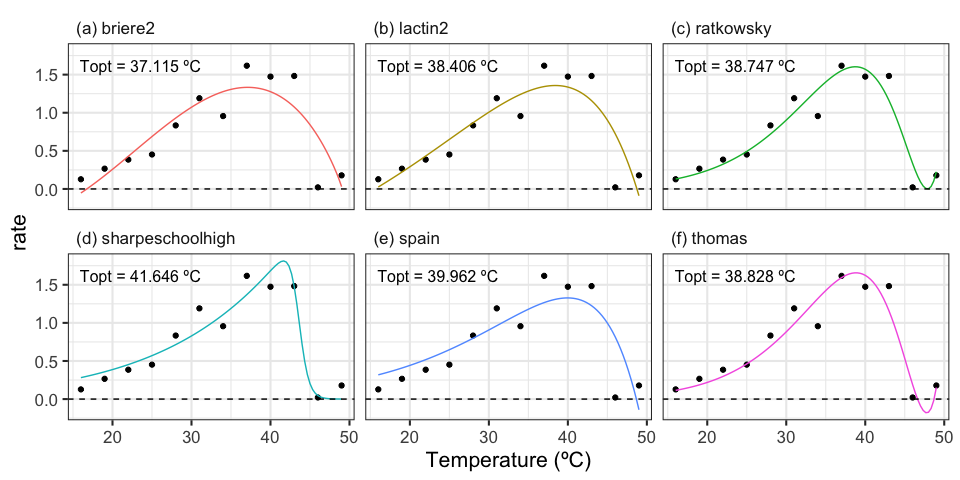 (a) briere2
(b) lactin2
(c) ratkowsky
Topt = 37.115 ºC
Topt = 38.406 ºC
Topt = 38.747 ºC
1.5
1.0
0.5
0.0
rate
(d) sharpeschoolhigh
(e) spain
(f) thomas
Topt = 41.646 ºC
Topt = 39.962 ºC
Topt = 38.828 ºC
1.5
1.0
0.5
0.0
20 30 40 50
20 30 40 50
20 30 40 50
Temperature (ºC)